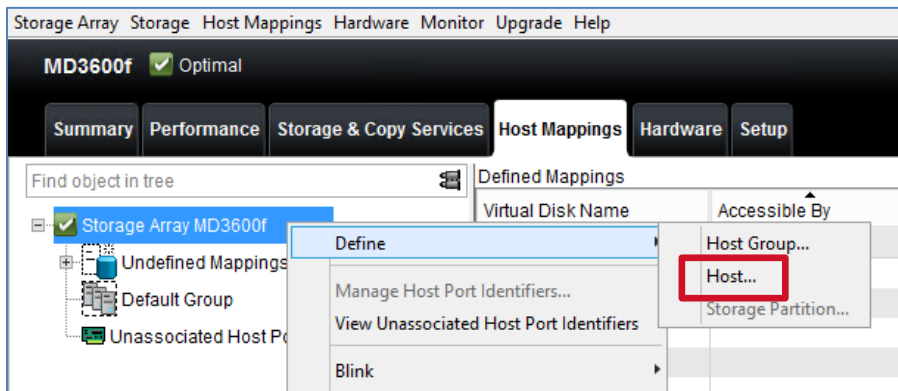 Storage Array Storage Host Mappings Hardware Monitor Upgrade Help
MD3600f Optimal
Summary Performance Storage & Copy Services Host Mappings Hardware Setup
Find object in tree
Defined Mappings
Virtual Disk Name Accessible By
Storage Array MD3600f
Define
Host Group...
Undefined Mappings
Host...
Manage Host Port Identifiers...
Default Group
Storage Partition...
View Unassociated Host Port Identifiers
Unassociated Host
Blink